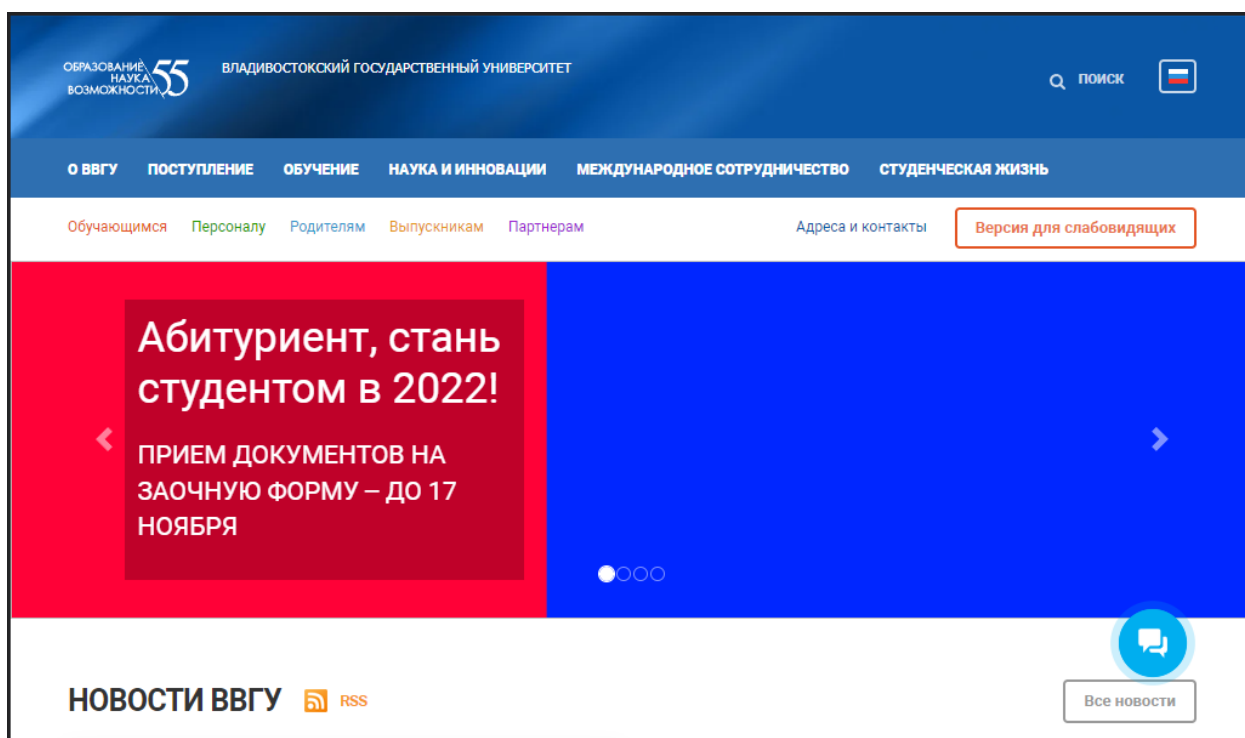 ОБРАЗОВАНИЕ
НАУКА
ВОЗМОЖНОСТИ
55
ВЛАДИВОСТОКСКИЙ ГОСУДАРСТВЕННЫЙ УНИВЕРСИТЕТ
ПОИСК
О ВВГУ ПОСТУПЛЕНИЕ ОБУЧЕНИЕ НАУКА И ИННОВАЦИИ МЕЖДУНАРОДНОЕ СОТРУДНИЧЕСТВО СТУДЕНЧЕСКАЯ ЖИЗНЬ
Обучающимся Персоналу Родителям Выпускникам Партнерам Адреса и контакты Версия для слабовидящих
Абитуриент, стань
студентом в 2022!
ПРИЕМ ДОКУМЕНТОВ НА
ЗАОЧНУЮ ФОРМУ – ДО 17
НОЯБРЯ
НОВОСТИ ВВГУ RSS Все новости